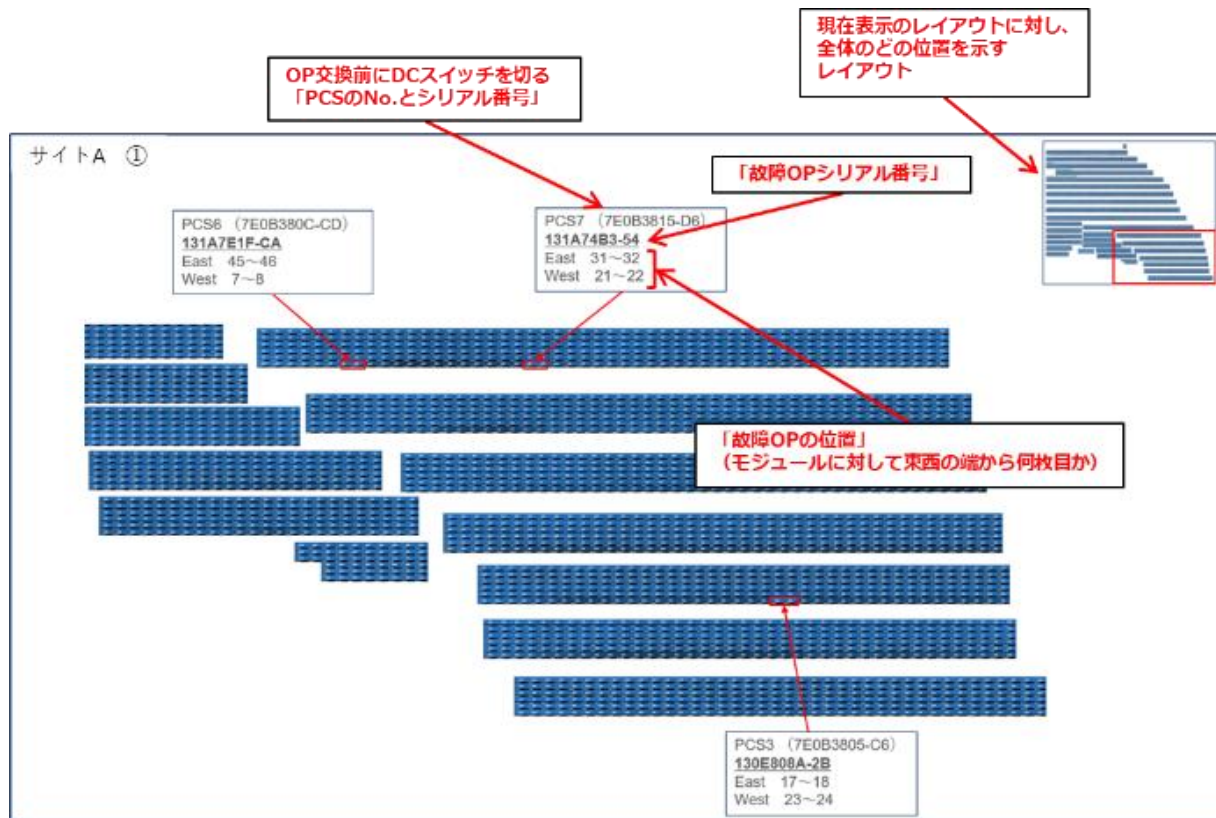 現在表示のレイアウトに対し、
全体のどの位置を示す
レイアウト
OP交換前にDCスイッチを切る
「PCSのNo.とシリアル番号」
サイトA ①
「故障OPシリアル番号」
PCS6 （7E0B380C-CD）
131A7E1F-CA
East 45～46
West 7～8
PCS7 （7E0B3815-D6）
131A74B3-54
East 31～32
West 21～22
「故障OPの位置」
（モジュールに対して東西の端から何枚目か）
PCS3 （7E0B3805-C6）
130E808A-2B
East 17～18
West 23～24